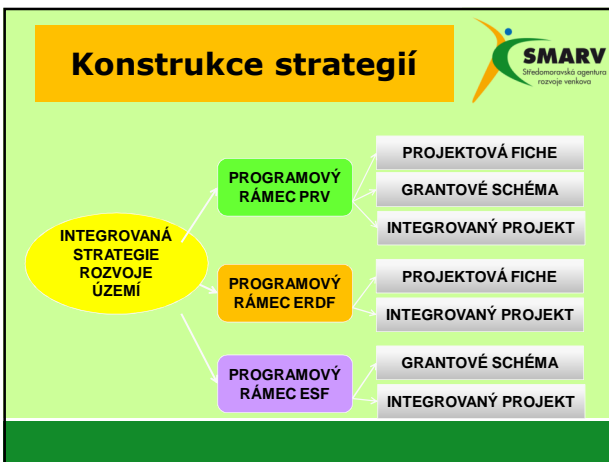 Konstrukce strategií
SMARV
Středomoravská agentura
rozvoje venkova
INTEGROVANÁ
STRATEGIE
ROZVOJE
ÚZEMÍ
PROGRAMOVÝ
RÁMEC PRV
PROJEKTOVÁ FICHE
GRANTOVÉ SCHÉMA
INTEGROVANÝ PROJEKT
PROGRAMOVÝ
RÁMEC ERDF
PROJEKTOVÁ FICHE
INTEGROVANÝ PROJEKT
PROGRAMOVÝ
RÁMEC ESF
GRANTOVÉ SCHÉMA
INTEGROVANÝ PROJEKT